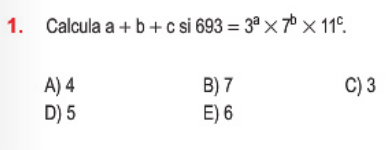 1. Calcula a + b + c si 693 = 3ᵃ × 7ᵇ × 11ᶜ.
A) 4 B) 7 C) 3
D) 5 E) 6